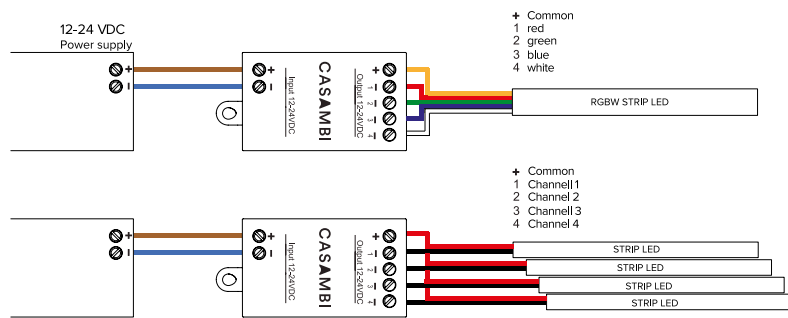 12-24 VDC
Power supply
+
-
+
-
Input 12-24VDC
CASAMBI
Output 12-24VDC
+
1
2
3
4
+ Common
1 red
2 green
3 blue
4 white
RGBW STRIP LED
+
-
+
-
Input 12-24VDC
CASAMBI
Output 12-24VDC
+
1
2
3
4
+ Common
1 Channell 1
2 Channel 2
3 Channell 3
4 Channel 4
STRIP LED
STRIP LED
STRIP LED
STRIP LED